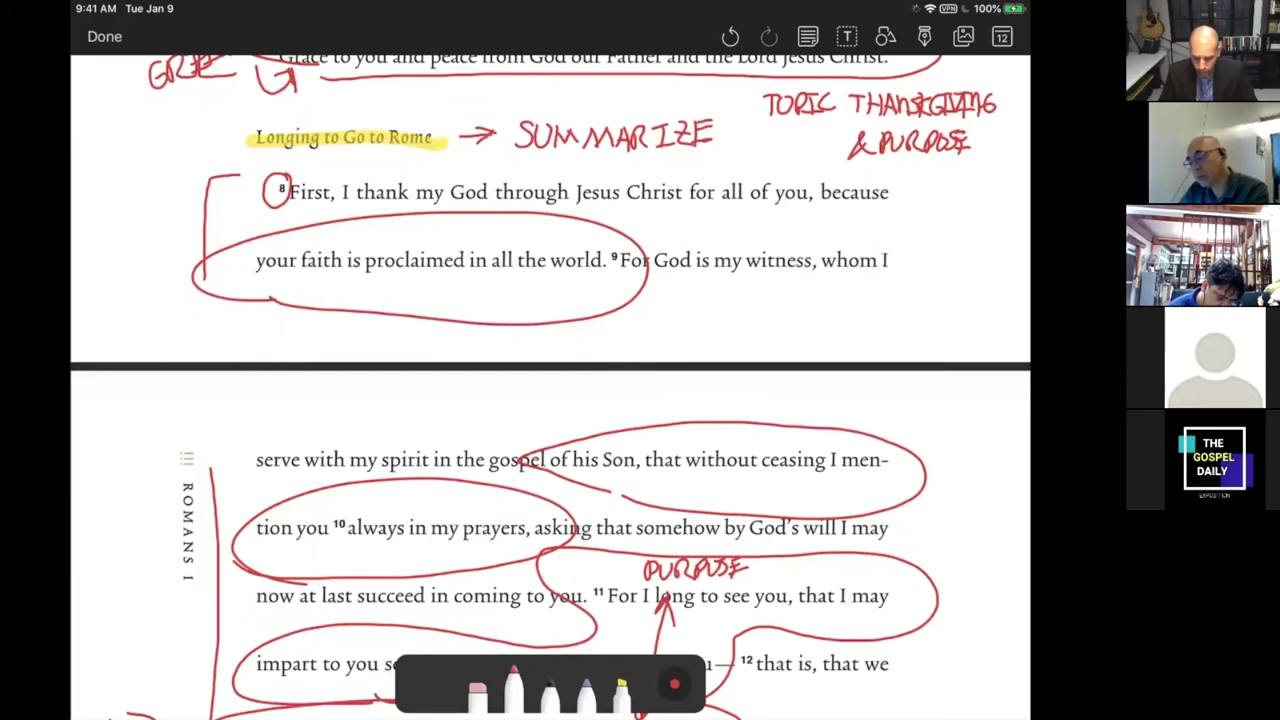 9:41 AM Tue Jan 9
VPN 100%
Done
T
12
Grace to you and peace from God our Father and the Lord Jesus Christ.
Longing to Go to Rome → SUMMARIZE
TOPIC THANKSGIVING
& PURPOSE
8 First, I thank my God through Jesus Christ for all of you, because
your faith is proclaimed in all the world. 9 For God is my witness, whom I
serve with my spirit in the gospel of his Son, that without ceasing I men-
tion you 10 always in my prayers, asking that somehow by God's will I may
PURPOSE
now at last succeed in coming to you. 11 For I long to see you, that I may
impart to you
12 that is, that we
ROMANS 1
THE
GOSPEL
DAILY
EXPOSITION